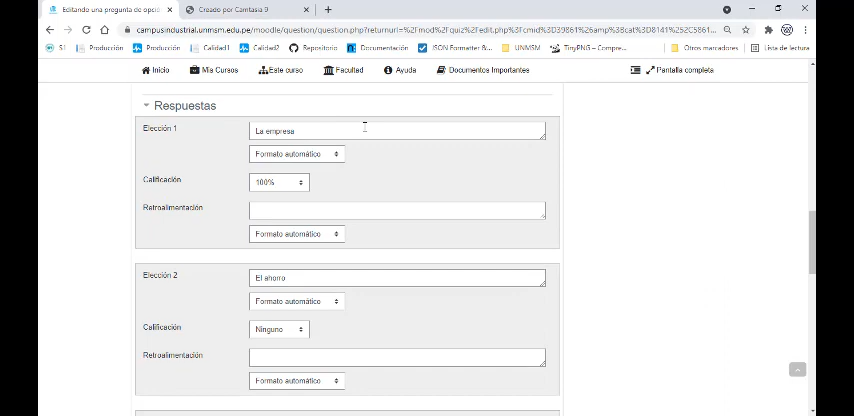 Editando una pregunta de opció
Creado por Camtasia 9
campusindustrial.unmsm.edu.pe/moodle/question/question.php?returnurl=%2Fmod%2Fquiz%2Fedit.php%3Fcmid%3D39861%26amp%3Bcat%3D8141%252C5861...
S1
Producción
Producción
Calidad1
Calidad2
Repositorio
Documentación
JSON Formatter &...
UNMSM
TinyPNG – Compre...
Otros marcadores
Lista de lectura
Inicio
Mis Cursos
Este curso
Facultad
Ayuda
Documentos Importantes
Pantalla completa
Respuestas
Elección 1
La empresa
Formato automático
Calificación
100%
Retroalimentación
Formato automático
Elección 2
El ahorro
Formato automático
Calificación
Ninguno
Retroalimentación
Formato automático